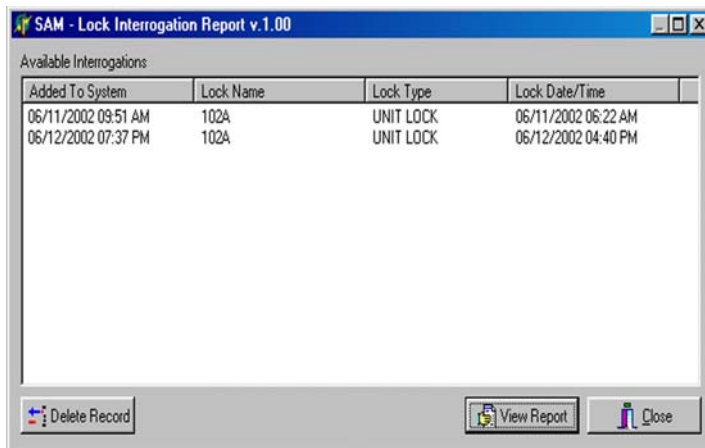 SAM - Lock Interrogation Report v.1.00
Available Interrogations
Added To System Lock Name Lock Type Lock Date/Time
06/11/2002 09:51 AM 102A UNIT LOCK 06/11/2002 06:22 AM
06/12/2002 07:37 PM 102A UNIT LOCK 06/12/2002 04:40 PM
Delete Record View Report Close